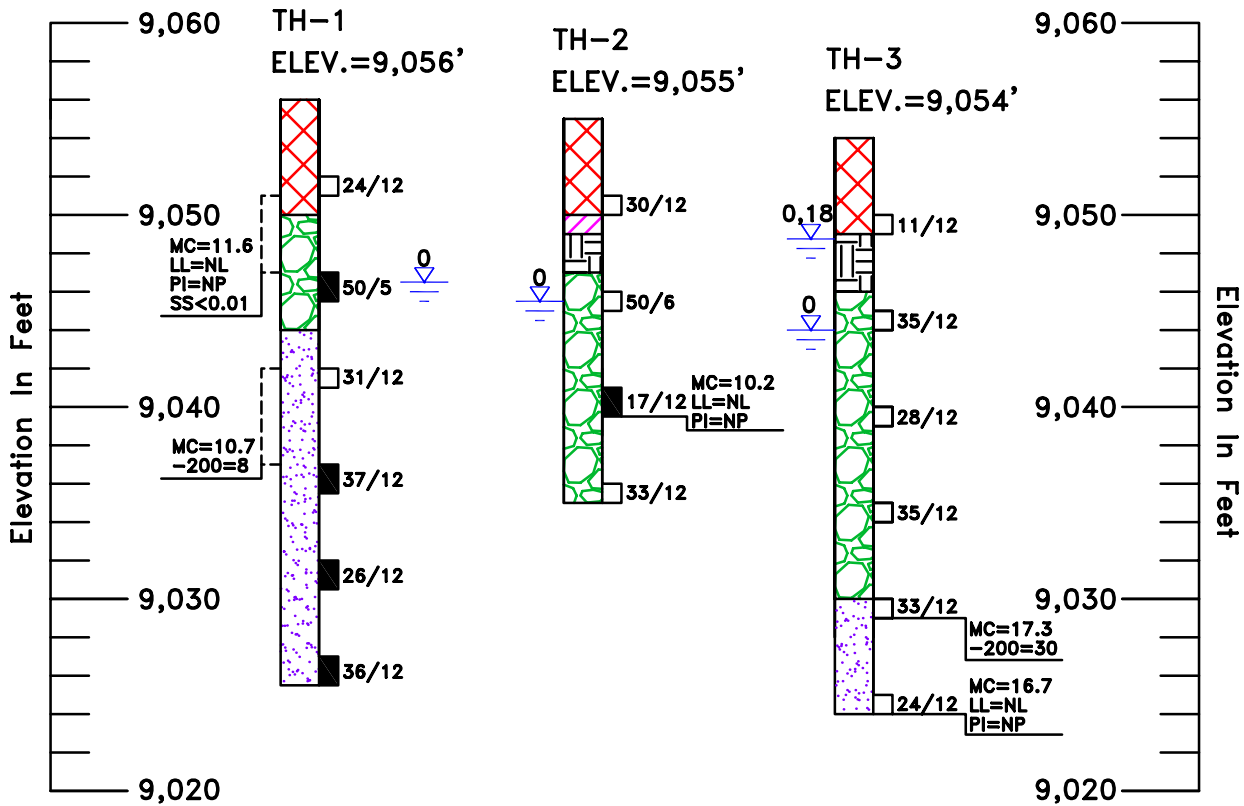 9,060
9,050
9,040
9,030
9,020
Elevation In Feet
TH-1
ELEV.=9,056'
24/12
MC=11.6
LL=NL
PI=NP
SS<0.01
50/5
0
31/12
MC=10.7
-200=8
37/12
26/12
36/12
TH-2
ELEV.=9,055'
30/12
0
50/6
17/12
MC=10.2
LL=NL
PI=NP
33/12
TH-3
ELEV.=9,054'
0,18
11/12
0
35/12
28/12
35/12
33/12
MC=17.3
-200=30
24/12
MC=16.7
LL=NL
PI=NP
9,060
9,050
9,040
9,030
9,020
Elevation In Feet